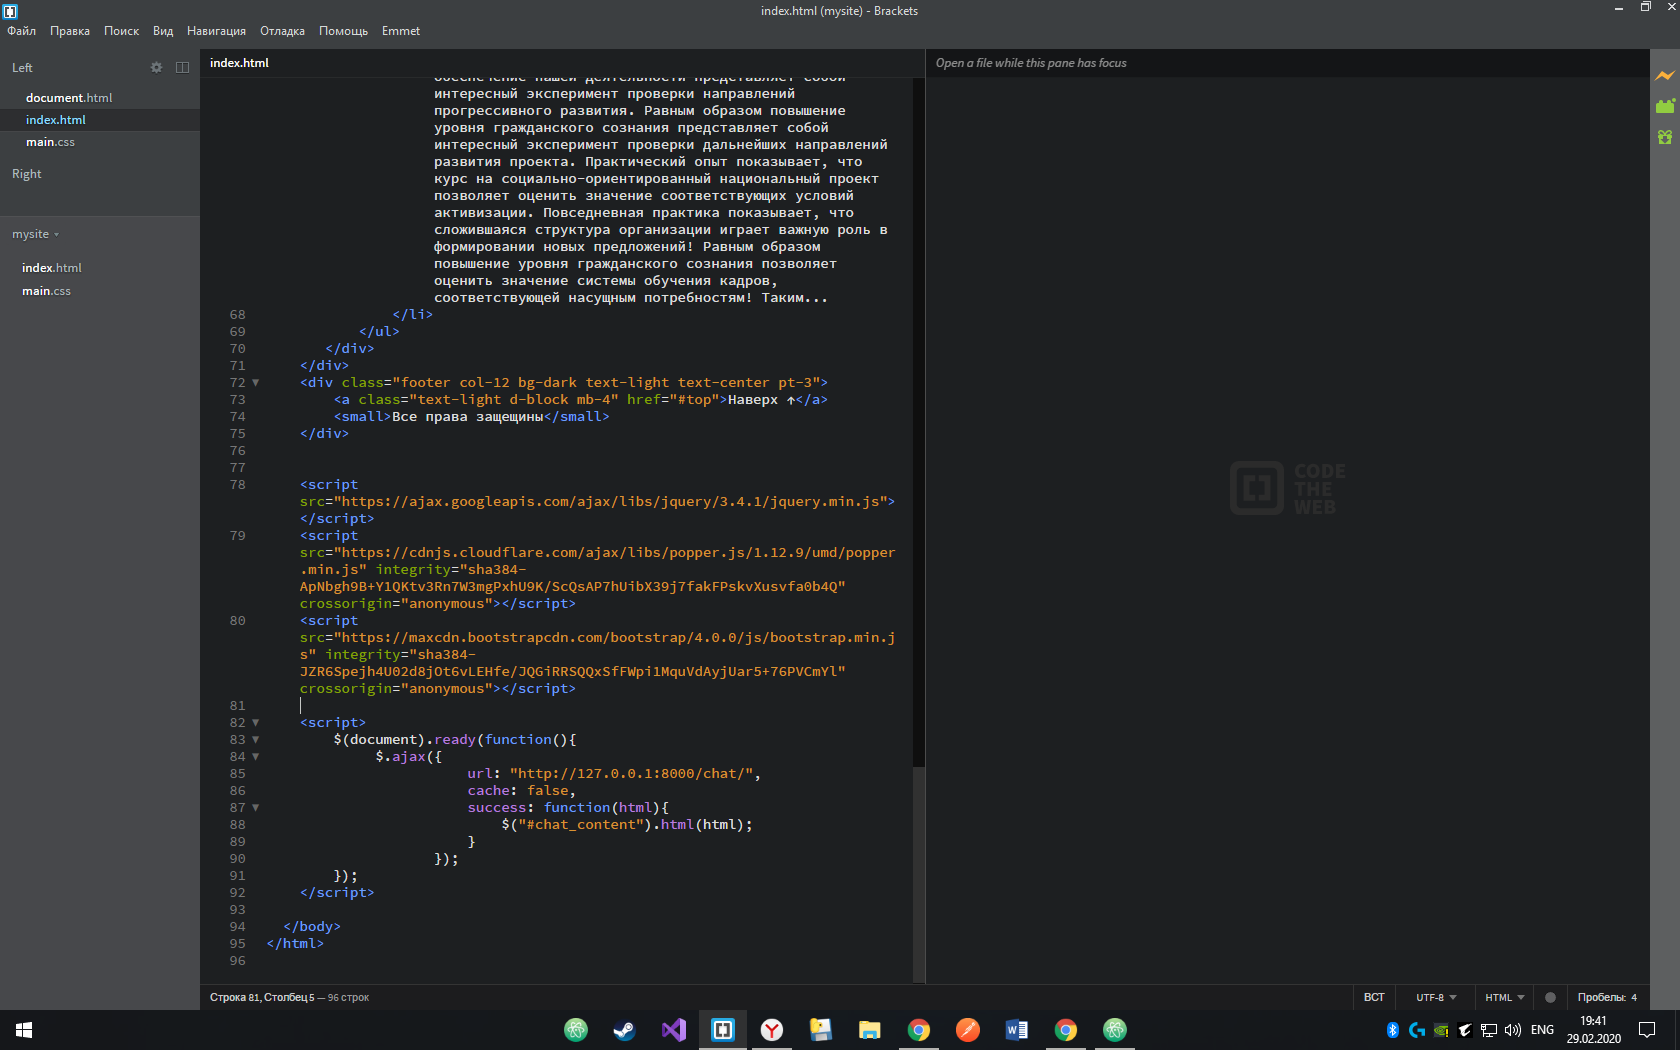 index.html (mysite) - Brackets
Файл Правка Поиск Вид Навигация Отладка Помощь Emmet
Left
document.html
index.html
main.css
Right
mysite
index.html
main.css
index.html
Open a file while this pane has focus
обеспечение нашей деятельности представляет собой
интересный эксперимент проверки направлений
прогрессивного развития. Равным образом повышение
уровня гражданского сознания представляет собой
интересный эксперимент проверки дальнейших направлений
развития проекта. Практический опыт показывает, что
курс на социально-ориентированный национальный проект
позволяет оценить значение соответствующих условий
активизации. Повседневная практика показывает, что
сложившаяся структура организации играет важную роль в
формировании новых предложений! Равным образом
повышение уровня гражданского сознания позволяет
оценить значение системы обучения кадров,
соответствующей насущным потребностям! Таким...
68 </li>
69 </ul>
70 </div>
71 </div>
72 <div class="footer col-12 bg-dark text-light text-center pt-3">
73 <a class="text-light d-block mb-4" href="#top">Наверх ↑</a>
74 <small>Все права защещины</small>
75 </div>
76
77
78 <script
src="https://ajax.googleapis.com/ajax/libs/jquery/3.4.1/jquery.min.js">
</script>
79 <script
src="https://cdnjs.cloudflare.com/ajax/libs/popper.js/1.12.9/umd/popper
.min.js" integrity="sha384-
ApNbgh9B+Y1QKtv3Rn7W3mgPxhU9K/ScQsAP7hUibX39j7fakFPskvXusvfa0b4Q"
crossorigin="anonymous"></script>
80 <script
src="https://maxcdn.bootstrapcdn.com/bootstrap/4.0.0/js/bootstrap.min.j
s" integrity="sha384-
JZR6Spejh4U02d8jOt6vLEHfe/JQGiRRSQQxSfFWpi1MquVdAyjUar5+76PVCmYl"
crossorigin="anonymous"></script>
81
82 <script>
83 $(document).ready(function(){
84 $.ajax({
85 url: "http://127.0.0.1:8000/chat/",
86 cache: false,
87 success: function(html){
88 $("#chat_content").html(html);
89 }
90 });
91 });
92 </script>
93
94 </body>
95 </html>
96
CODE
THE
WEB
Строка 81, Столбец 5 — 96 строк
ВСТ UTF-8 HTML Пробелы: 4
ENG
19:41
29.02.2020